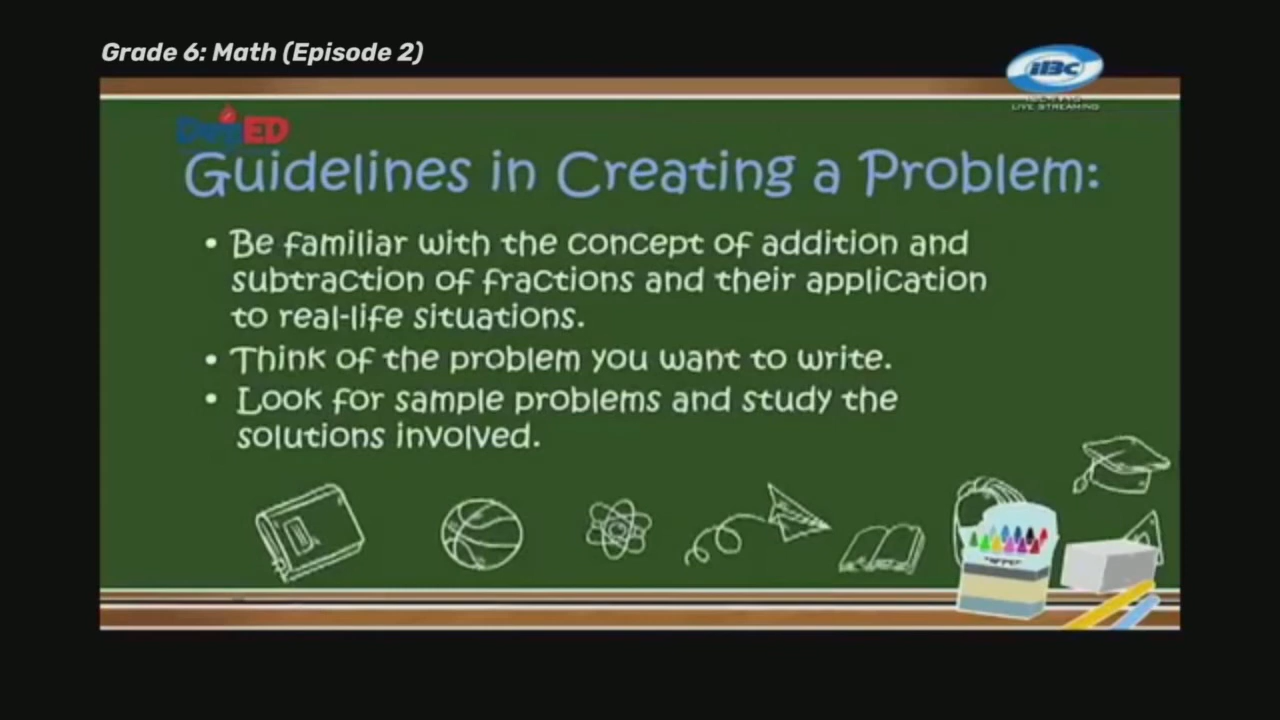 Grade 6: Math (Episode 2)
iBC
LIVE STREAMING
DepED
Guidelines in Creating a Problem:
• Be familiar with the concept of addition and
subtraction of fractions and their application
to real-life situations.
• Think of the problem you want to write.
• Look for sample problems and study the
solutions involved.